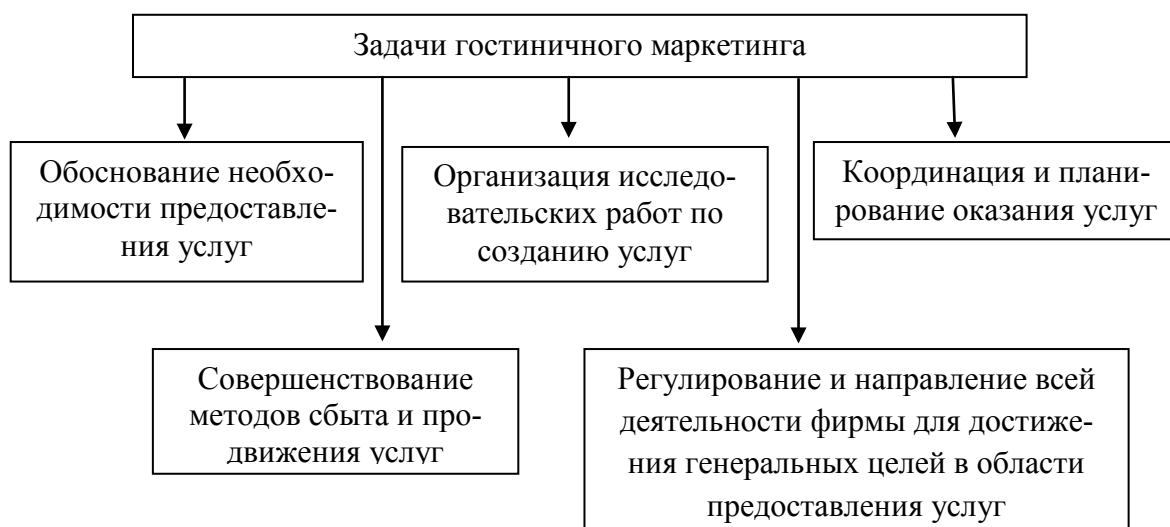 Задачи гостиничного маркетинга
Обоснование необхо-
димости предоставле-
ния услуг
Организация исследо-
вательских работ по
созданию услуг
Координация и плани-
рование оказания услуг
Совершенствование
методов сбыта и про-
движения услуг
Регулирование и направление всей
деятельности фирмы для достиже-
ния генеральных целей в области
предоставления услуг